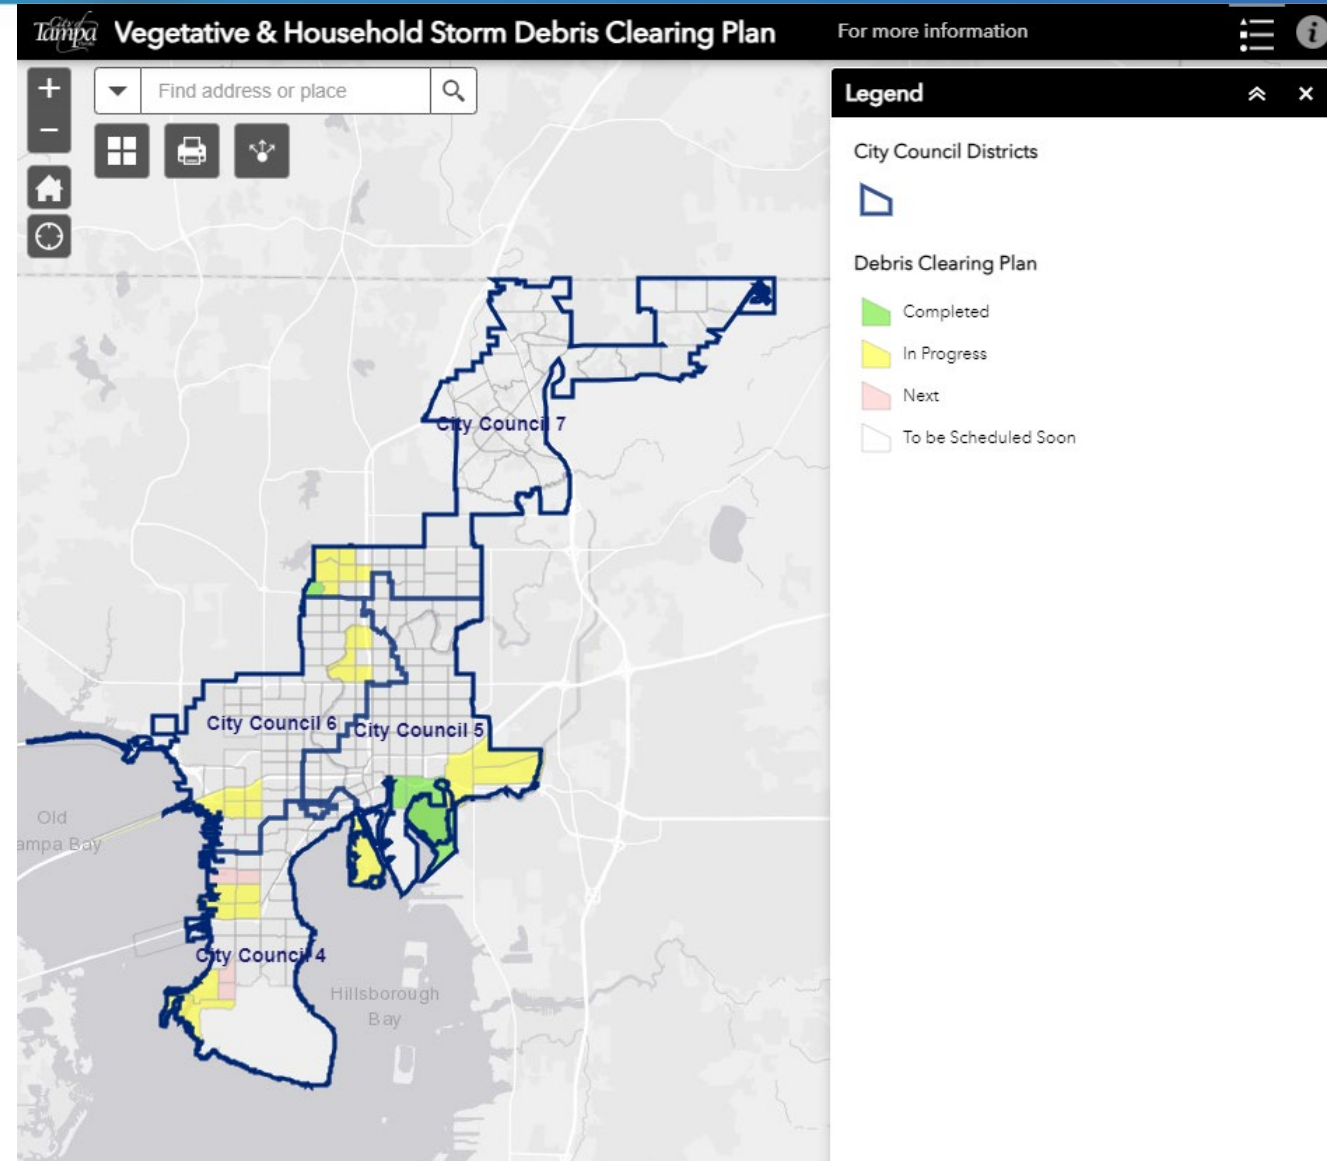 City of
Tampa
Florida
Vegetative & Household Storm Debris Clearing Plan
For more information
Find address or place
Legend
City Council Districts
Debris Clearing Plan
Completed
In Progress
Next
To be Scheduled Soon
City Council 7
City Council 6
City Council 5
Old
ampa Bay
City Council 4
Hillsborough
Bay